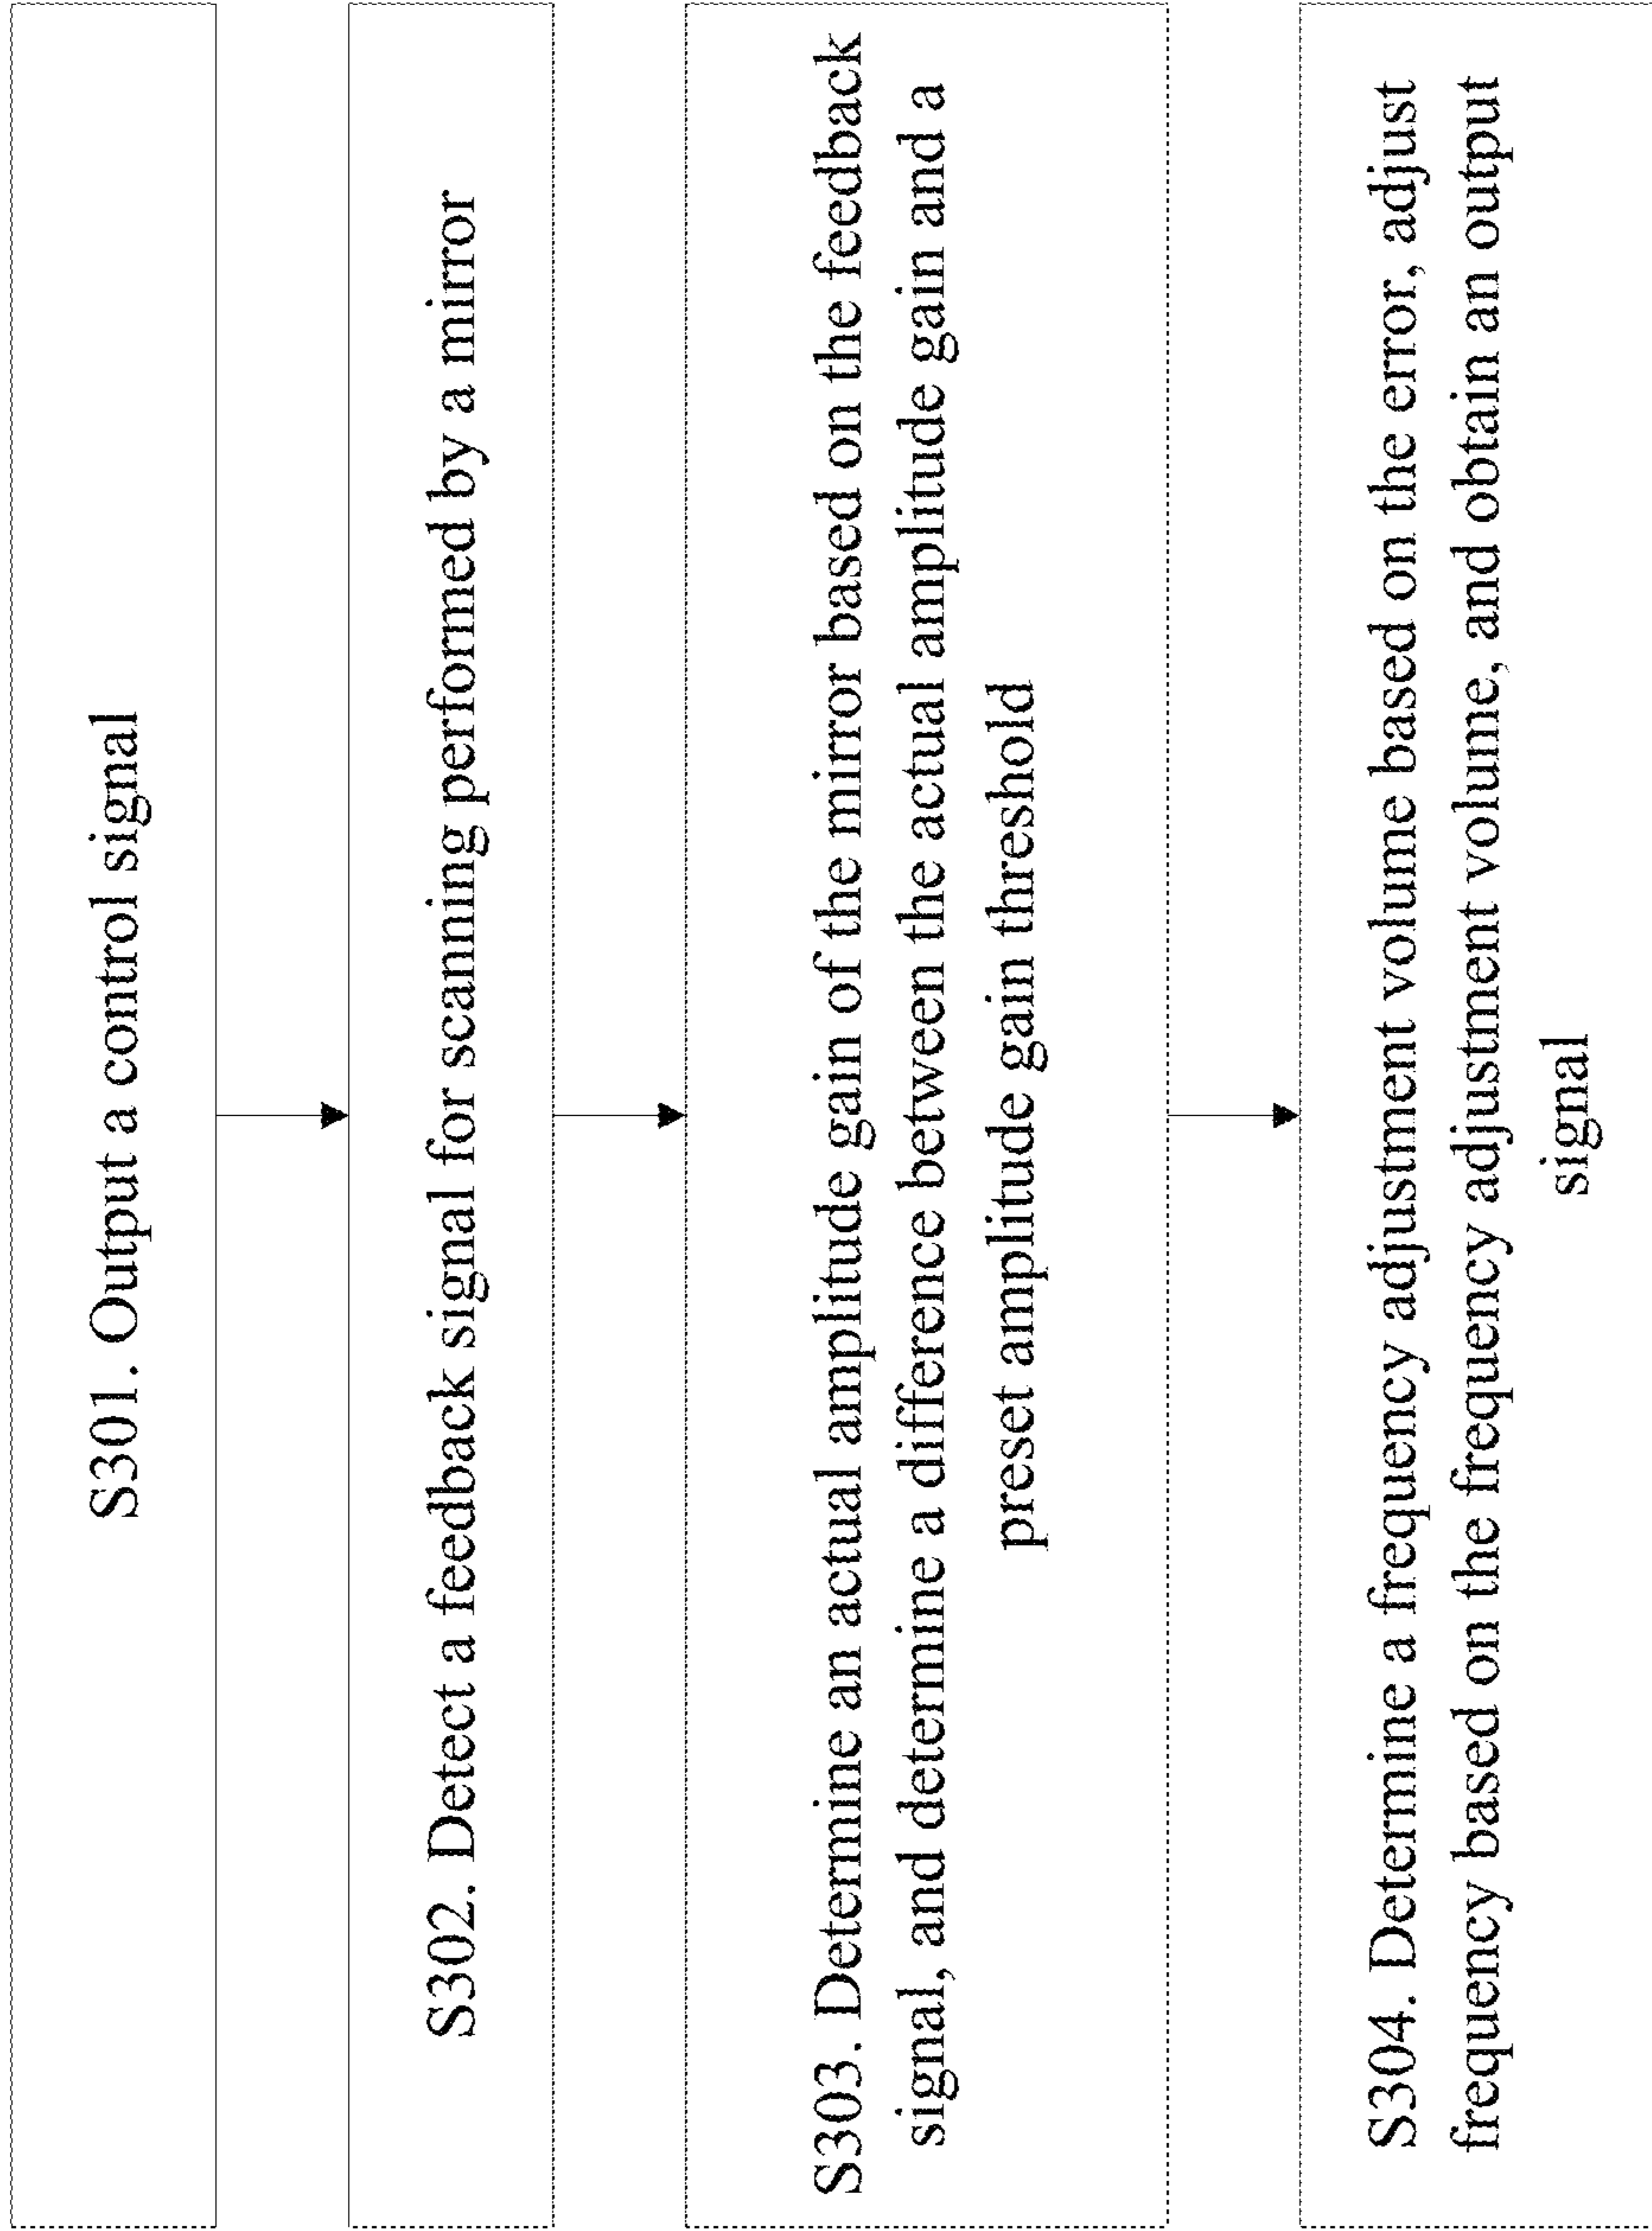 S301. Output a control signal
S302. Detect a feedback signal for scanning performed by a mirror
S303. Determine an actual amplitude gain of the mirror based on the feedback
signal, and determine a difference between the actual amplitude gain and a
preset amplitude gain threshold
S304. Determine a frequency adjustment volume based on the error, adjust
frequency based on the frequency adjustment volume, and obtain an output
signal